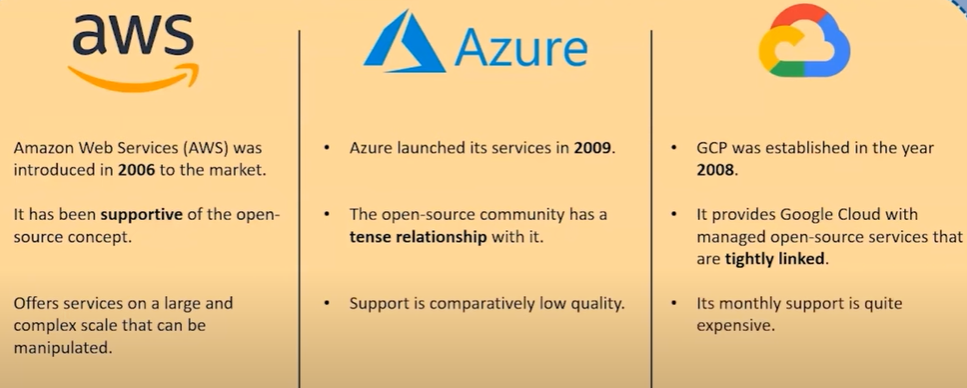 aws
Amazon Web Services (AWS) was
introduced in 2006 to the market.
It has been supportive of the open-
source concept.
Offers services on a large and
complex scale that can be
manipulated.
Azure
• Azure launched its services in 2009.
• The open-source community has a
tense relationship with it.
• Support is comparatively low quality.
• GCP was established in the year
2008.
• It provides Google Cloud with
managed open-source services that
are tightly linked.
• Its monthly support is quite
expensive.